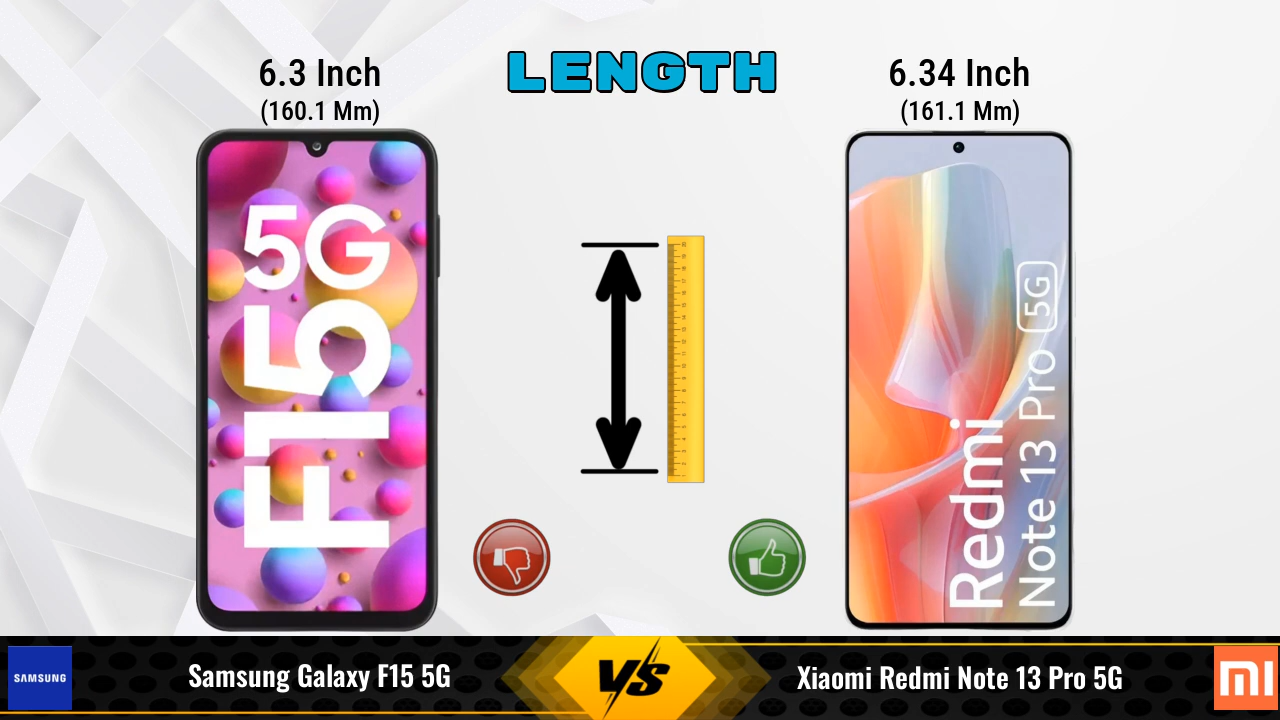 LENGTH
6.3 Inch
(160.1 Mm)
6.34 Inch
(161.1 Mm)
F15 5G
Redmi
Note 13 Pro 5G
SAMSUNG
Samsung Galaxy F15 5G
VS
Xiaomi Redmi Note 13 Pro 5G
mi